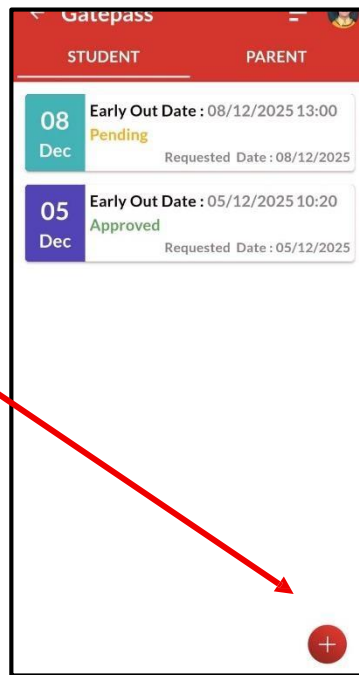 Gatepass
STUDENT PARENT
08 Dec
Early Out Date : 08/12/2025 13:00
Pending
Requested Date : 08/12/2025
05 Dec
Early Out Date : 05/12/2025 10:20
Approved
Requested Date : 05/12/2025